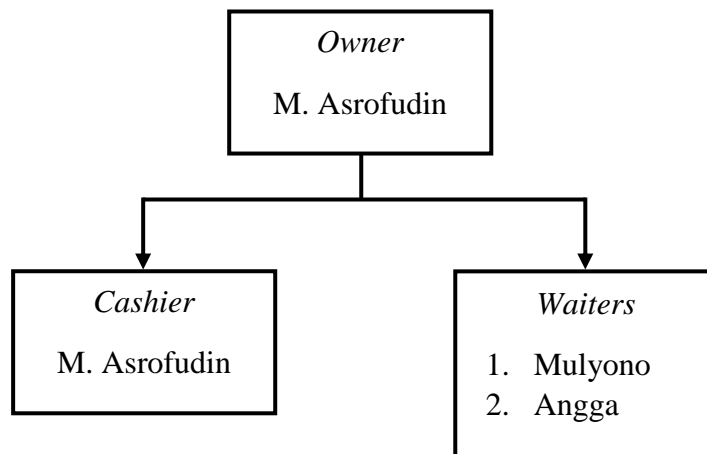 Owner
M. Asrofudin
Cashier
M. Asrofudin
Waiters
1. Mulyono
2. Angga